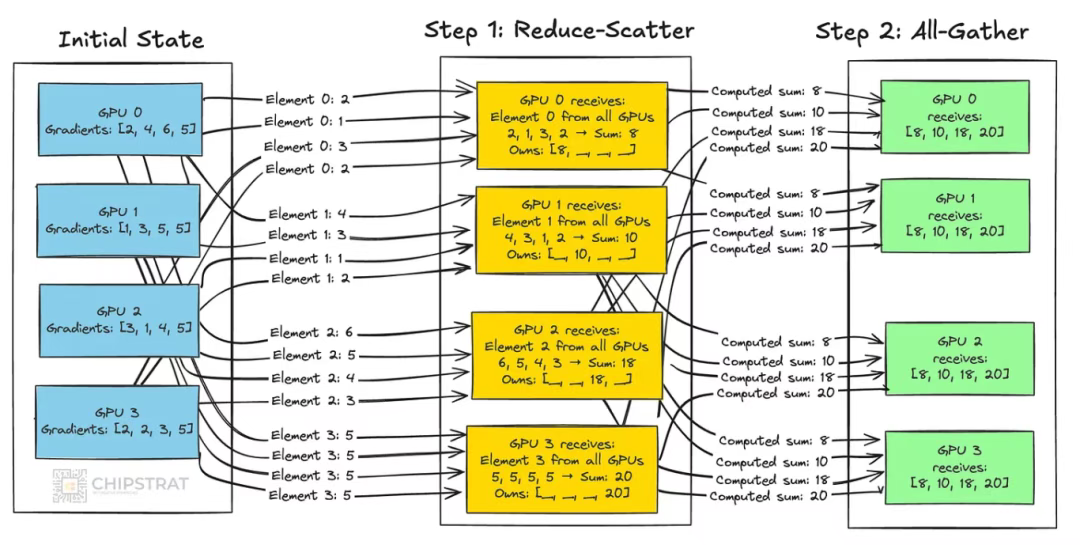 Initial State
GPU 0
Gradients: [2, 4, 6, 5]
GPU 1
Gradients: [1, 3, 5, 5]
GPU 2
Gradients: [3, 1, 4, 5]
GPU 3
Gradients: [2, 2, 3, 5]
CHIPSTRAT
Element 0: 2
Element 0: 1
Element 0: 3
Element 0: 2
Element 1: 4
Element 1: 3
Element 1: 1
Element 1: 2
Element 2: 6
Element 2: 5
Element 2: 4
Element 2: 3
Element 3: 5
Element 3: 5
Element 3: 5
Element 3: 5
Step 1: Reduce-Scatter
GPU 0 receives:
Element 0 from all GPUs
2, 1, 3, 2 → Sum: 8
Owns: [8, _, _, _]
GPU 1 receives:
Element 1 from all GPUs
4, 3, 1, 2 → Sum: 10
Owns: [_, 10, _, _]
GPU 2 receives:
Element 2 from all GPUs
6, 5, 4, 3 → Sum: 18
Owns: [_, _, 18, _]
GPU 3 receives:
Element 3 from all GPUs
5, 5, 5, 5 → Sum: 20
Owns: [_, _, _, 20]
Computed sum: 8
Computed sum: 10
Computed sum: 18
Computed sum: 20
Computed sum: 8
Computed sum: 10
Computed sum: 18
Computed sum: 20
Computed sum: 8
Computed sum: 10
Computed sum: 18
Computed sum: 20
Computed sum: 8
Computed sum: 10
Computed sum: 18
Computed sum: 20
Step 2: All-Gather
GPU 0
receives:
[8, 10, 18, 20]
GPU 1
receives:
[8, 10, 18, 20]
GPU 2
receives:
[8, 10, 18, 20]
GPU 3
receives:
[8, 10, 18, 20]